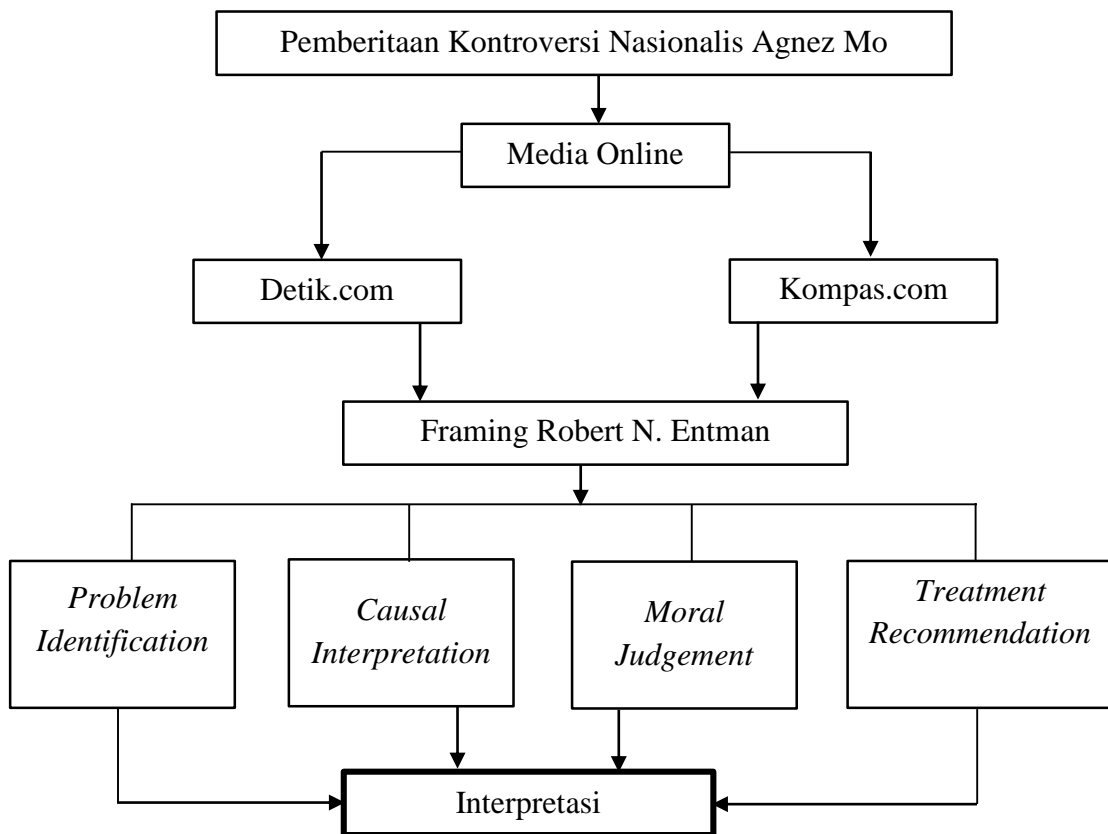 Pemberitaan Kontroversi Nasionalis Agnez Mo
Media Online
Detik.com
Kompas.com
Framing Robert N. Entman
Problem
Identification
Causal
Interpretation
Moral
Judgement
Treatment
Recommendation
Interpretasi